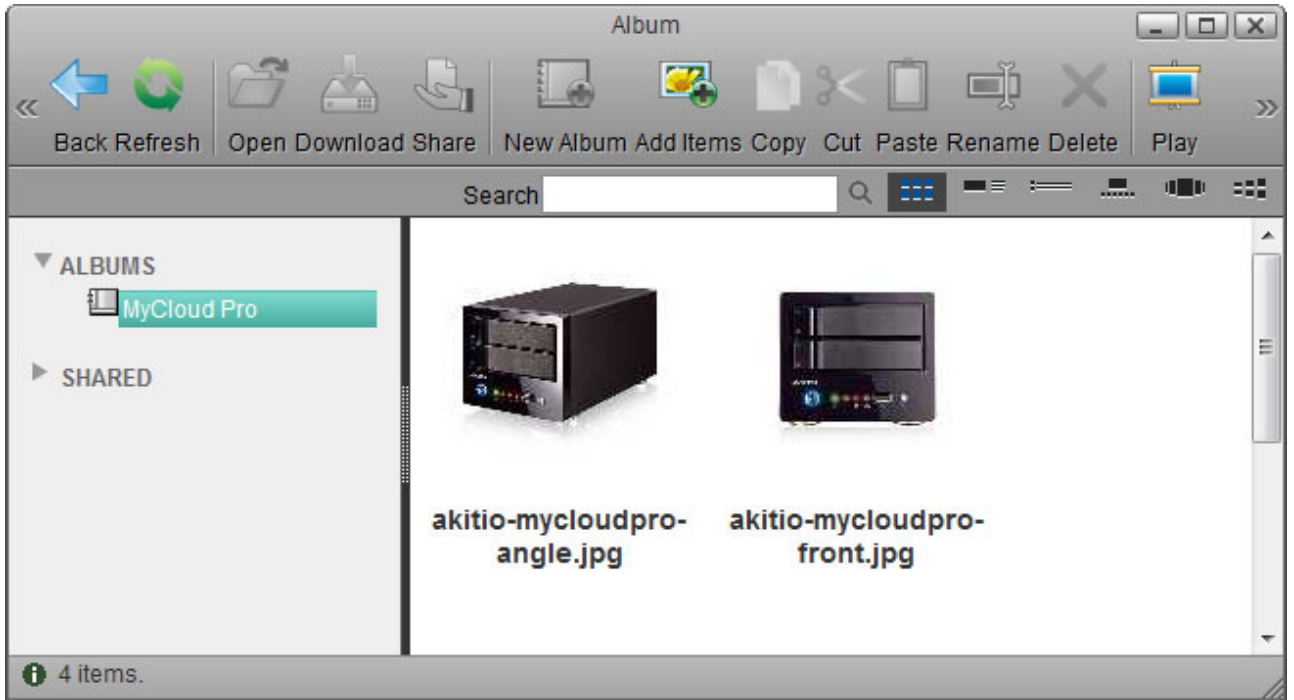 Album
Back Refresh Open Download Share New Album Add Items Copy Cut Paste Rename Delete Play
Search
ALBUMS
MyCloud Pro
SHARED
akitio-mycloudpro-
angle.jpg
akitio-mycloudpro-
front.jpg
4 items.